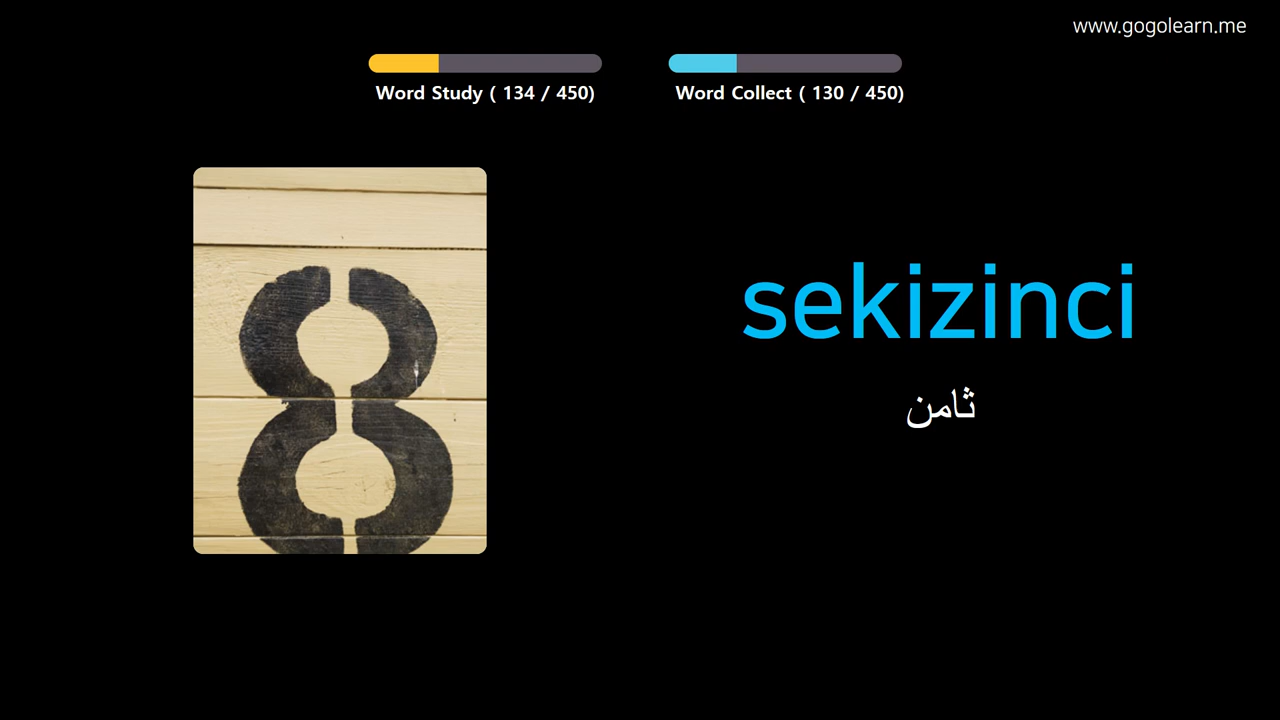 www.gogolearn.me
Word Study ( 134 / 450)
Word Collect ( 130 / 450)
8
sekizinci
ثامن